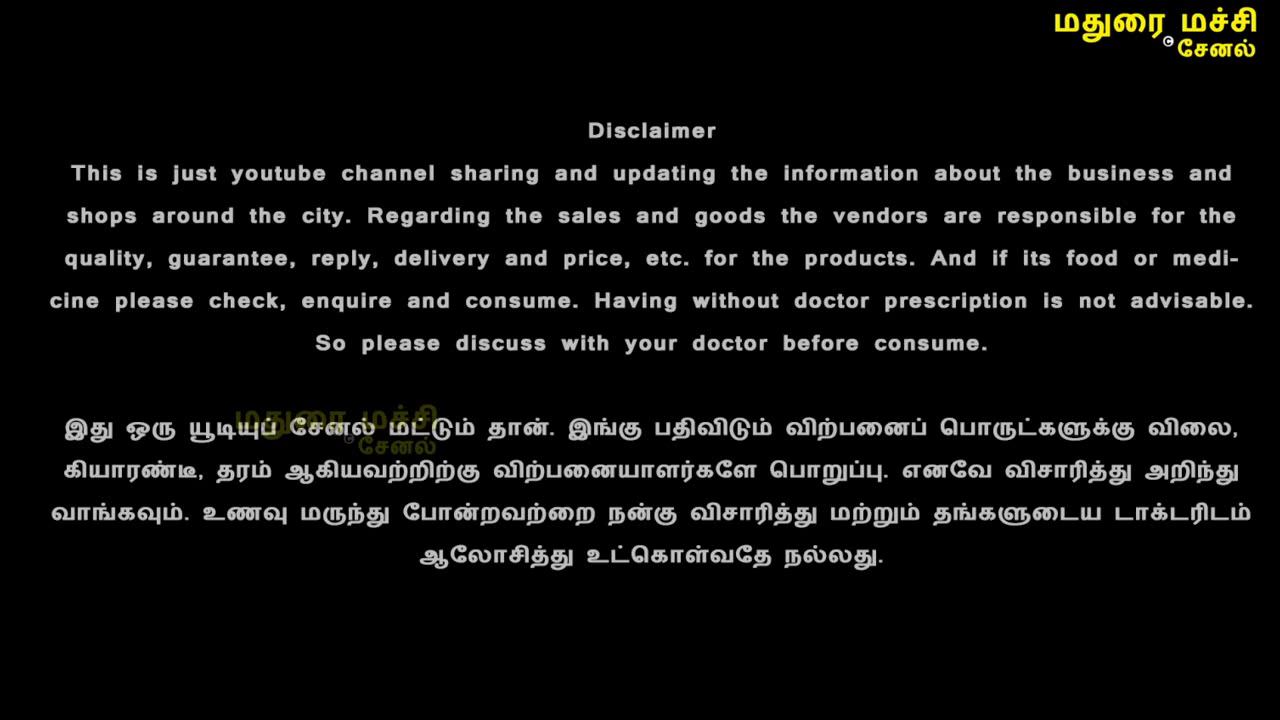 மதுரை மச்சி
© சேனல்
Disclaimer
This is just youtube channel sharing and updating the information about the business and
shops around the city. Regarding the sales and goods the vendors are responsible for the
quality, guarantee, reply, delivery and price, etc. for the products. And if its food or medi-
cine please check, enquire and consume. Having without doctor prescription is not advisable.
So please discuss with your doctor before consume.
மதுரை மச்சி
© சேனல்
இது ஒரு யூடியுப் சேனல் மட்டும் தான். இங்கு பதிவிடும் விற்பனைப் பொருட்களுக்கு விலை,
கியாரண்டீ, தரம் ஆகியவற்றிற்கு விற்பனையாளர்களே பொறுப்பு. எனவே விசாரித்து அறிந்து
வாங்கவும். உணவு மருந்து போன்றவற்றை நன்கு விசாரித்து மற்றும் தங்களுடைய டாக்டரிடம்
ஆலோசித்து உட்கொள்வதே நல்லது.